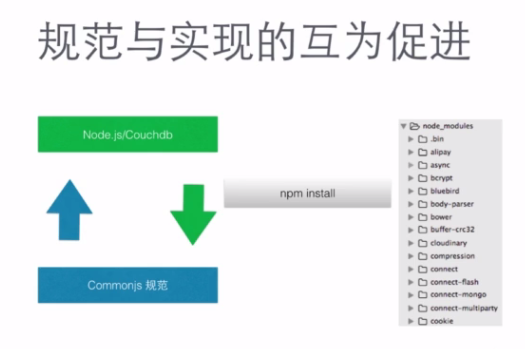 规范与实现的互为促进
Node.js/Couchdb
npm install
Commonjs 规范
node_modules
.bin
alipay
async
bcrypt
bluebird
body-parser
bower
buffer-crc32
cloudinary
compression
connect
connect-flash
connect-mongo
connect-multiparty
cookie